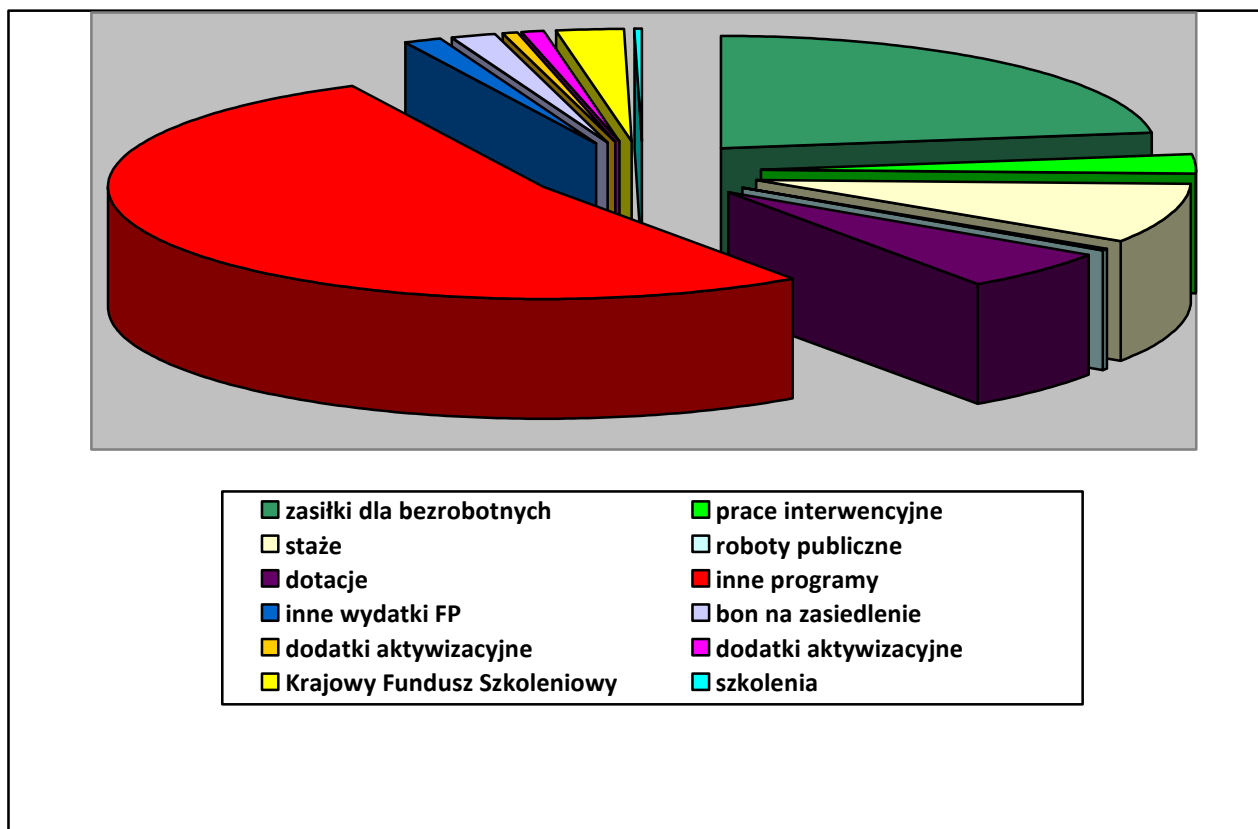 zasiłki dla bezrobotnych
prace interwencyjne
staże
roboty publiczne
dotacje
inne programy
inne wydatki FP
bon na zasiedlenie
dodatki aktywizacyjne
dodatki aktywizacyjne
Krajowy Fundusz Szkoleniowy
szkolenia